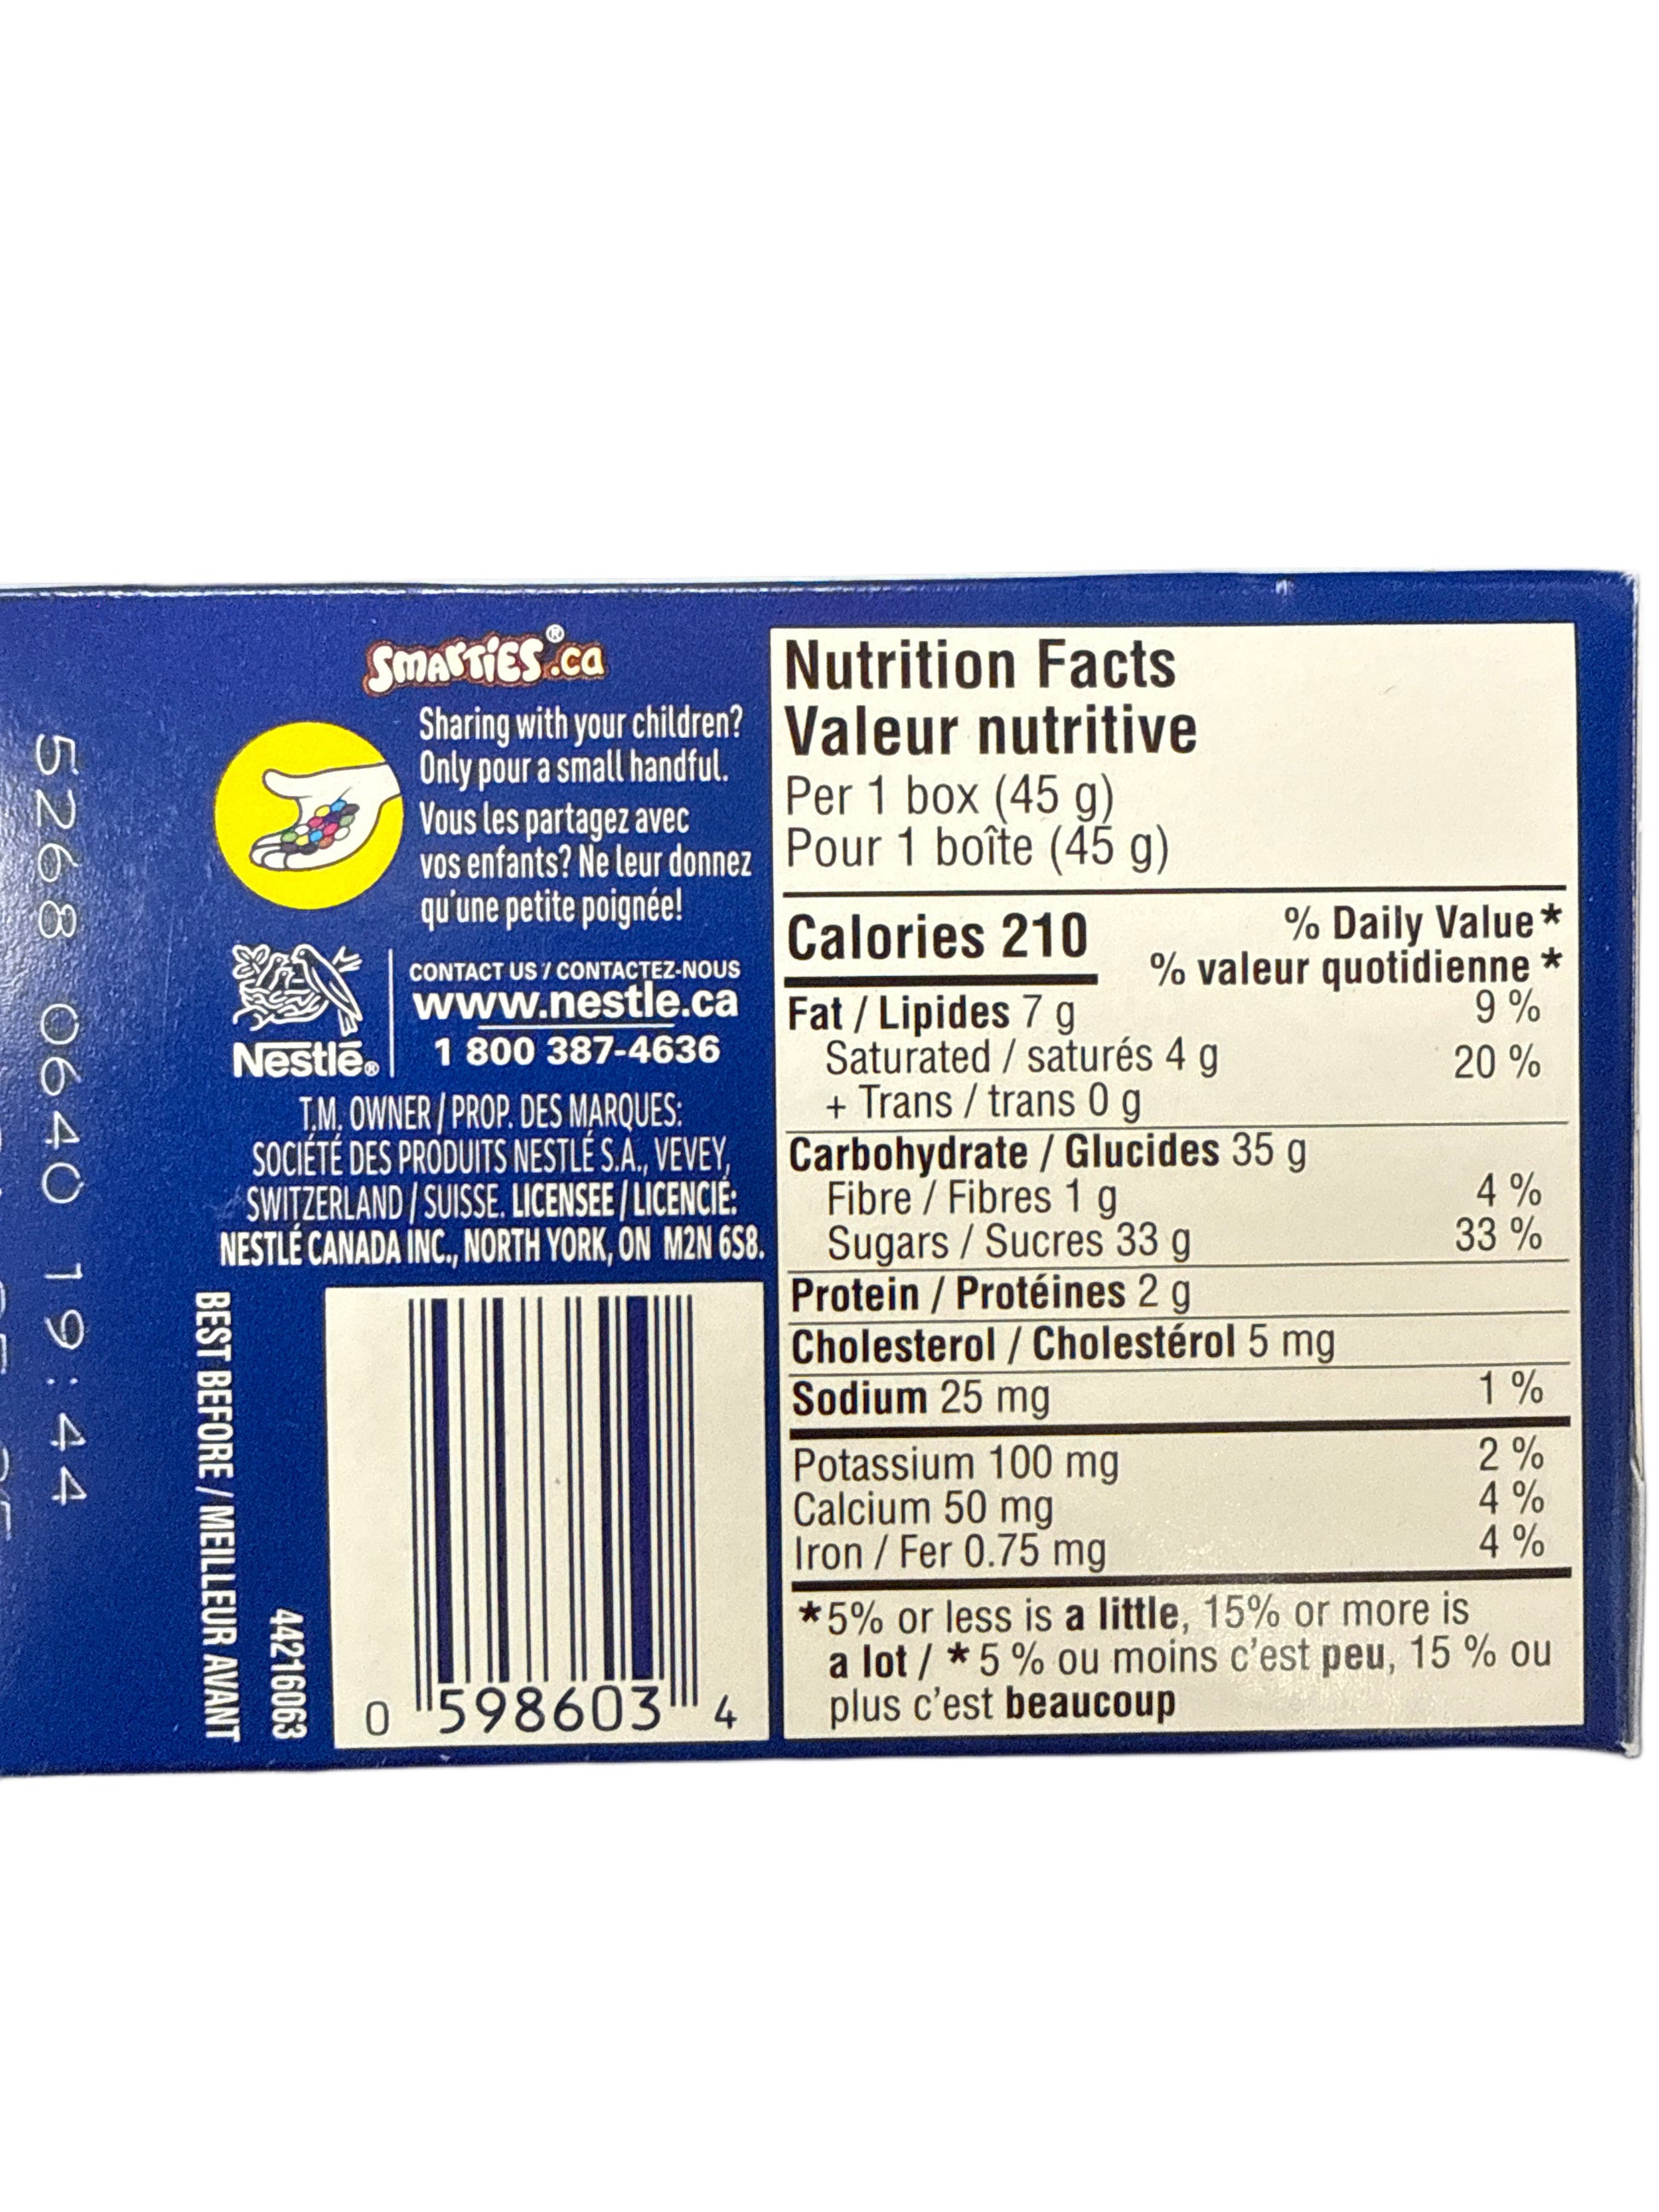 SMARTIES®.ca
Sharing with your children?
Only pour a small handful.
Vous les partagez avec
vos enfants? Ne leur donnez
qu'une petite poignée!
Nestlé®
CONTACT US / CONTACTEZ-NOUS
www.nestle.ca
1 800 387-4636
T.M. OWNER / PROP. DES MARQUES:
SOCIÉTÉ DES PRODUITS NESTLÉ S.A., VEVEY,
SWITZERLAND / SUISSE. LICENSEE / LICENCIÉ:
NESTLÉ CANADA INC., NORTH YORK, ON M2N 6S8.
BEST BEFORE / MEILLEUR AVANT
44216063
0 598603 4
5268 0640 19:44
Nutrition Facts
Valeur nutritive
Per 1 box (45 g)
Pour 1 boîte (45 g)
Calories 210
% Daily Value*
% valeur quotidienne*
Fat / Lipides 7 g 9 %
Saturated / saturés 4 g 20 %
+ Trans / trans 0 g
Carbohydrate / Glucides 35 g
Fibre / Fibres 1 g 4 %
Sugars / Sucres 33 g 33 %
Protein / Protéines 2 g
Cholesterol / Cholestérol 5 mg
Sodium 25 mg 1 %
Potassium 100 mg 2 %
Calcium 50 mg 4 %
Iron / Fer 0.75 mg 4 %
*5% or less is a little, 15% or more is
a lot / *5 % ou moins c'est peu, 15 % ou
plus c'est beaucoup